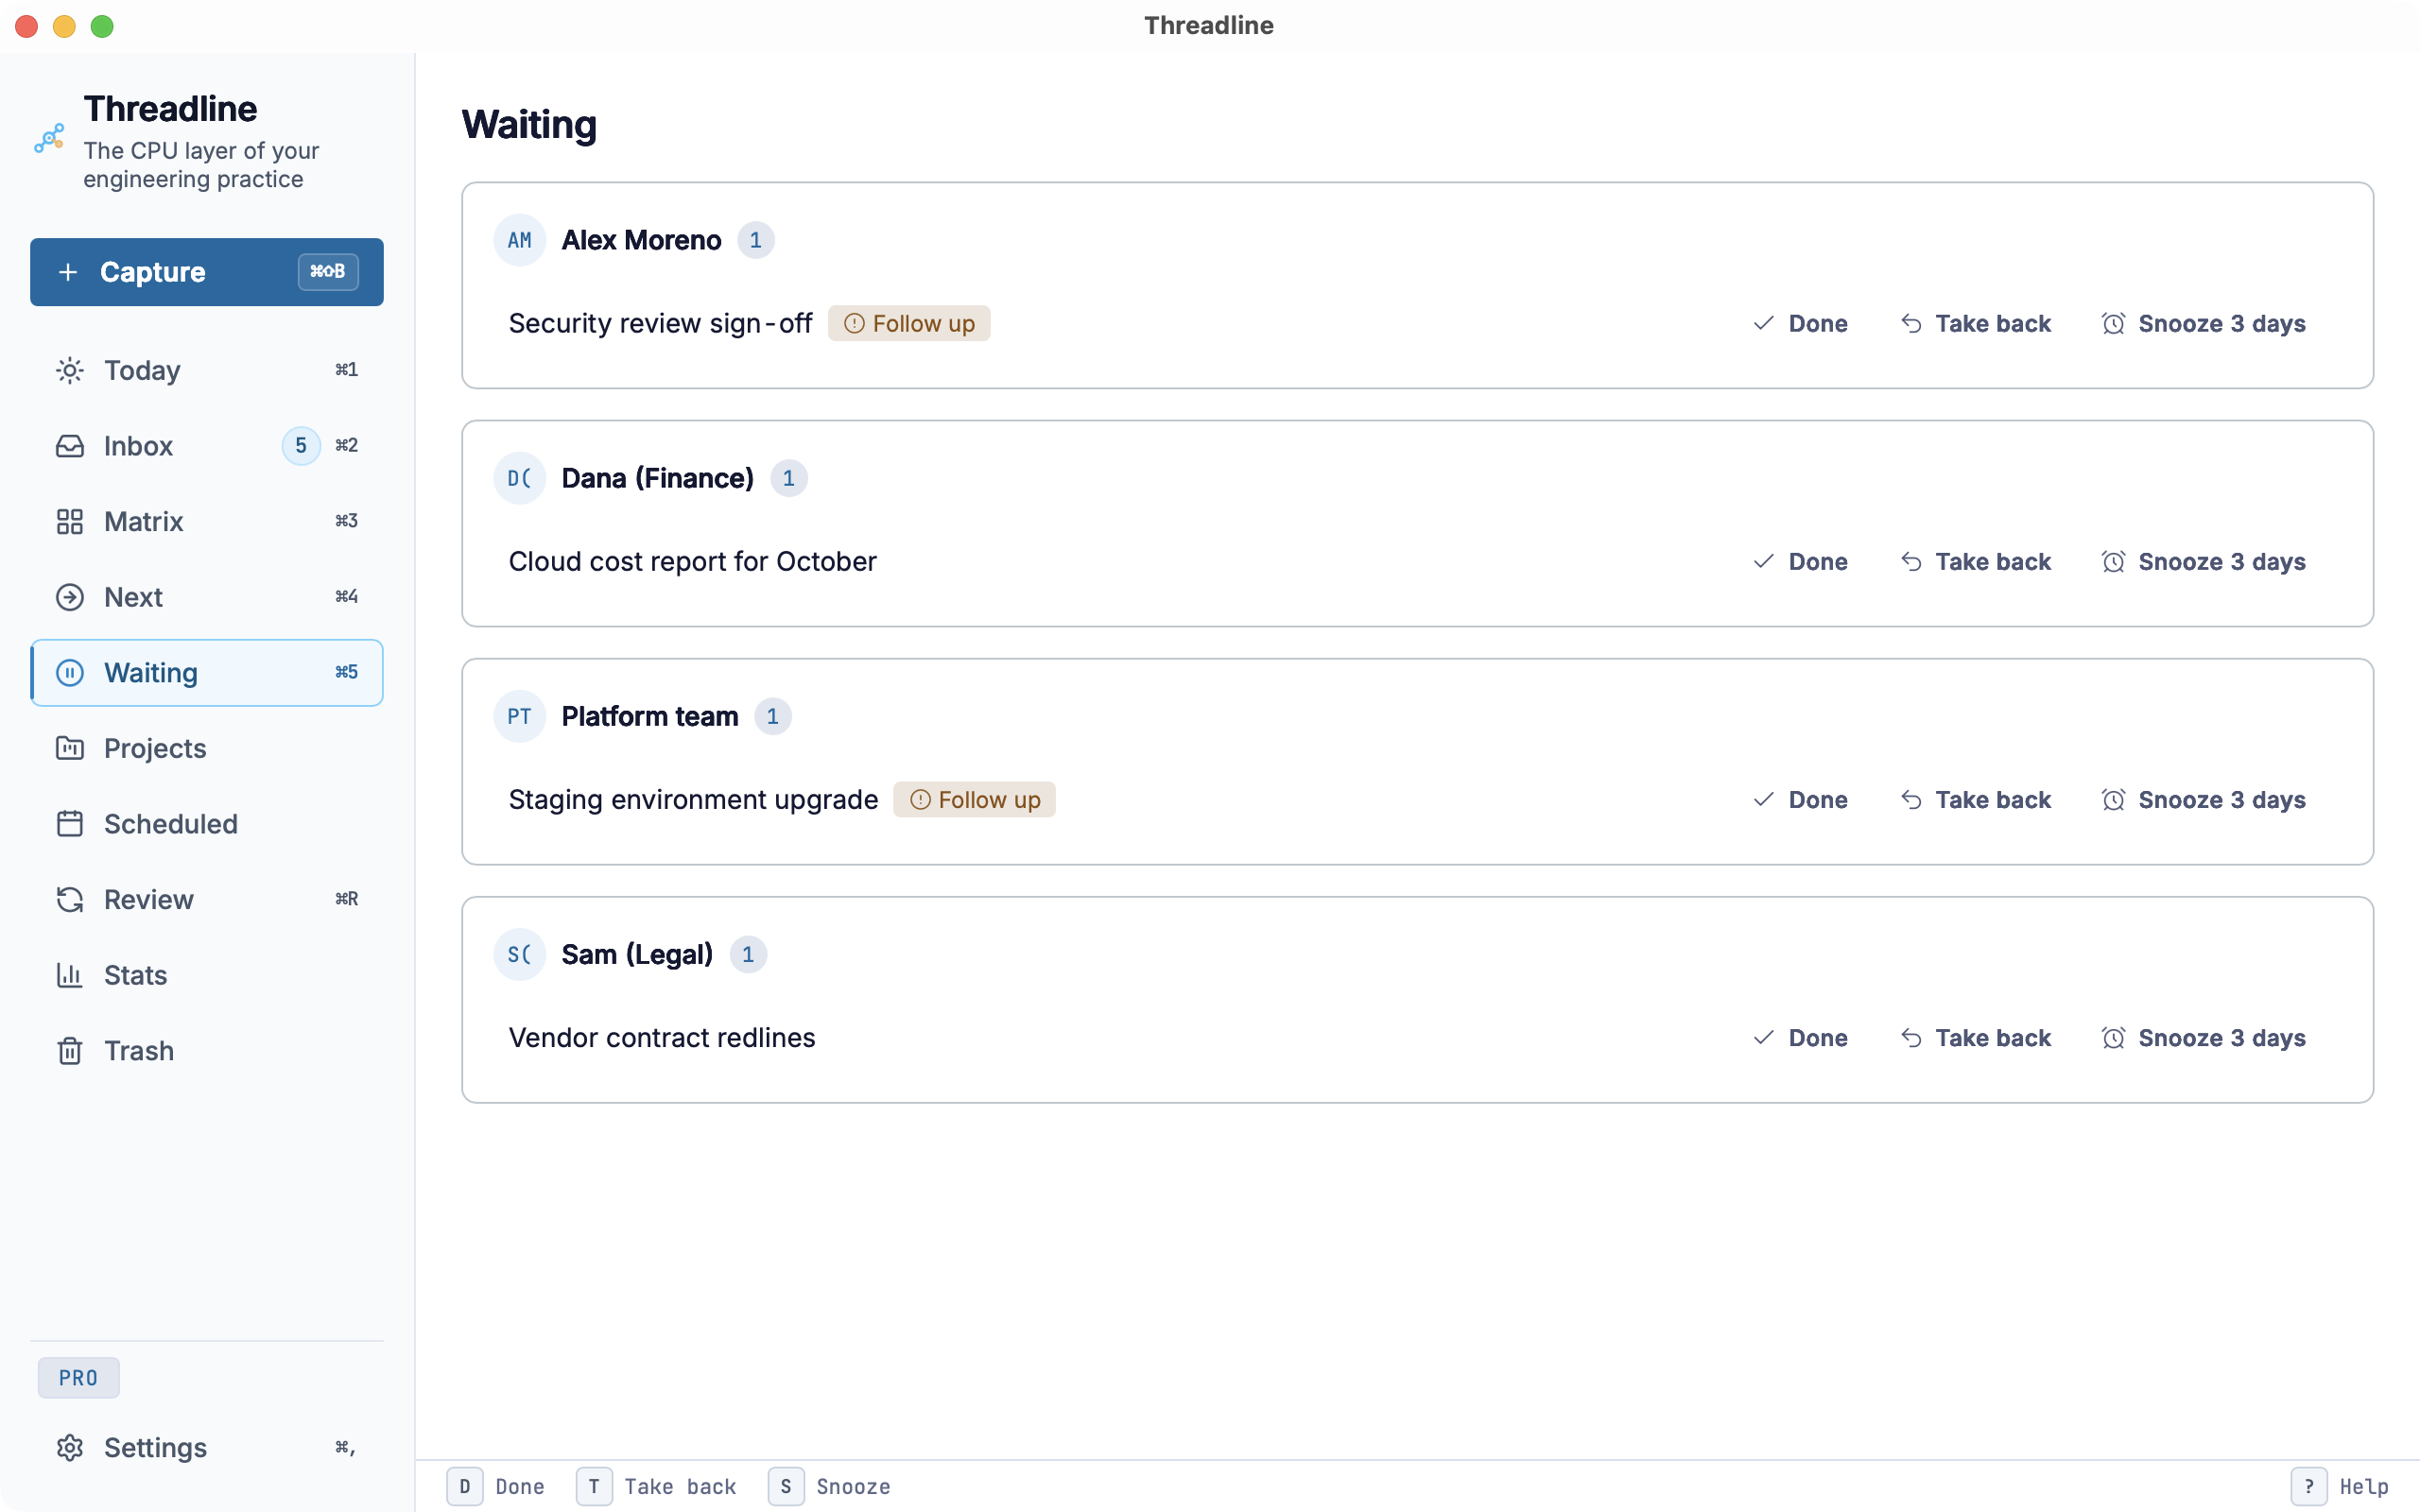 Threadline
Threadline
The CPU layer of your
engineering practice
Capture ⌘⇧B
Today ⌘1
Inbox 5 ⌘2
Matrix ⌘3
Next ⌘4
Waiting ⌘5
Projects
Scheduled
Review ⌘R
Stats
Trash
PRO
Settings ⌘,
Waiting
AM Alex Moreno 1
Security review sign-off Follow up Done Take back Snooze 3 days
D( Dana (Finance) 1
Cloud cost report for October Done Take back Snooze 3 days
PT Platform team 1
Staging environment upgrade Follow up Done Take back Snooze 3 days
S( Sam (Legal) 1
Vendor contract redlines Done Take back Snooze 3 days
D Done T Take back S Snooze ? Help